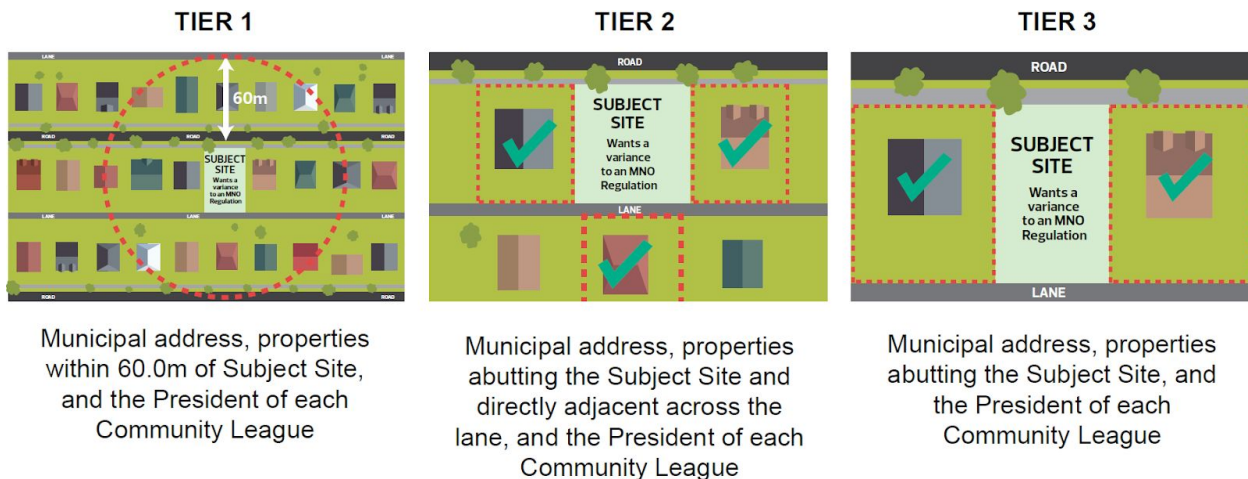 TIER 1
LANE
LANE
60m
ROAD
ROAD
SUBJECT
SITE
Wants a
variance
to an MNO
Regulation
LANE
LANE
LANE
ROAD
ROAD
Municipal address, properties
within 60.0m of Subject Site,
and the President of each
Community League
TIER 2
ROAD
SUBJECT
SITE
Wants a
variance
to an MNO
Regulation
LANE
Municipal address, properties
abutting the Subject Site and
directly adjacent across the
lane, and the President of each
Community League
TIER 3
ROAD
SUBJECT
SITE
Wants a
variance
to an MNO
Regulation
LANE
Municipal address, properties
abutting the Subject Site, and
the President of each
Community League